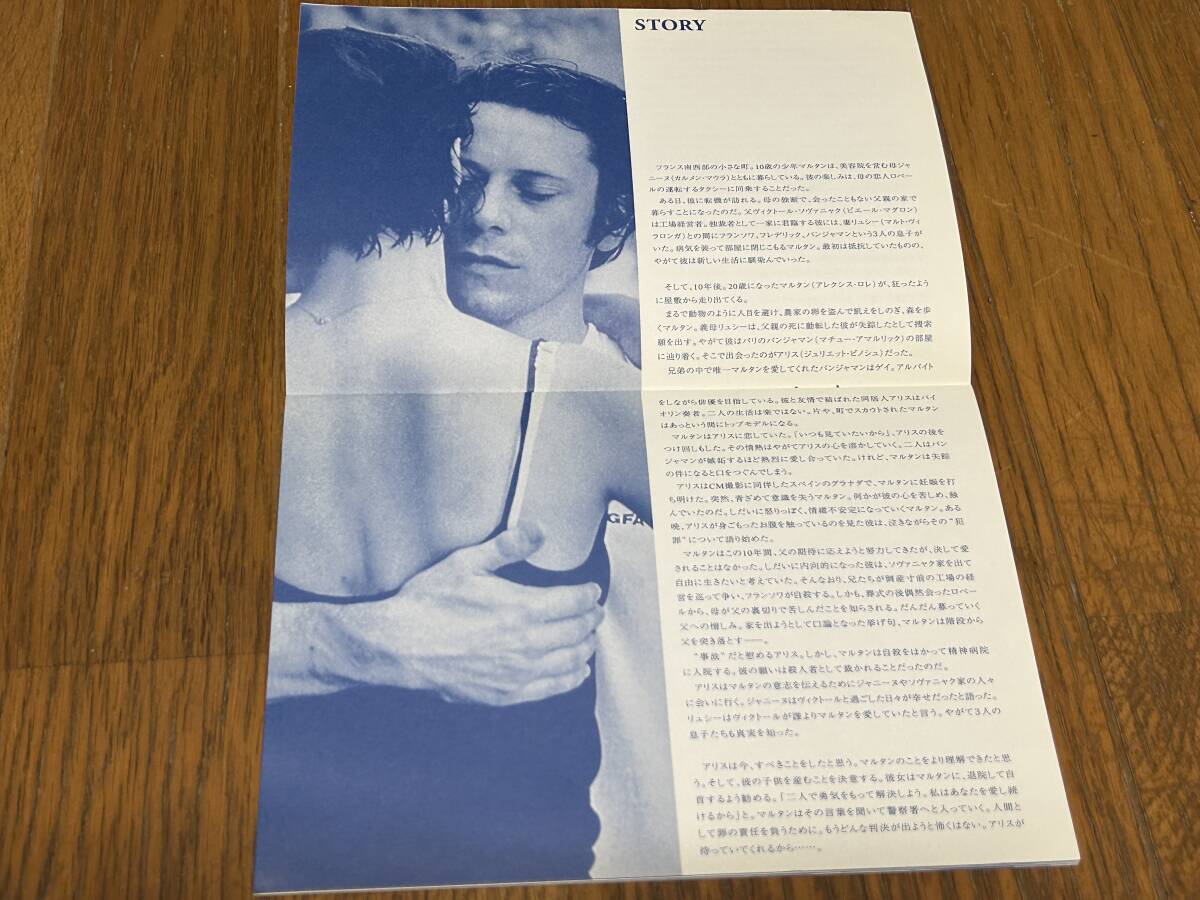 STORY
フランス南西部の小さな町。10歳の少年マルタンは、美容院を営む母ジャ
ニーヌ(カルメン・マウラ)とともに暮らしている。彼の楽しみは、母の恋人ロベー
ルの運転するタクシーに同乗することだった。
ある日、彼に転機が訪れる。母の独断で、会ったこともない父親の家で
暮らすことになったのだ。父ヴィクトール・ソヴァニャク(ピエール・マグロン)
は工場経営者。独裁者として一家に君臨する彼には、妻リュシー(マルト・ヴィ
ラロンガ)との間にフランソワ、フレデリック、バンジャマンという3人の息子が
いた。病気を装って部屋に閉じこもるマルタン。最初は抵抗していたものの、
やがて彼は新しい生活に馴染んでいった。
そして、10年後。20歳になったマルタン(アレクシス・ロレ)が、狂ったよう
に屋敷から走り出てくる。
まるで動物のように人目を避け、農家の卵を盗んで飢えをしのぎ、森を歩
くマルタン。義母リュシーは、父親の死に動転した彼が失踪したとして捜索
願を出す。やがて彼はパリのバンジャマン(マチュー・アマルリック)の部屋
に辿り着く。そこで出会ったのがアリス(ジュリエット・ビノシュ)だった。
兄弟の中で唯一マルタンを愛してくれたバンジャマンはゲイ。アルバイト
をしながら俳優を目指している。彼と友情で結ばれた同居人アリスはバイ
オリン奏者。二人の生活は楽ではない。片や、町でスカウトされたマルタン
はあっという間にトップモデルになる。
マルタンはアリスに恋していた。「いつも見ていたいから」、アリスの後を
つけ回しもした。その情熱はやがてアリスの心を溶かしていく。二人はバン
ジャマンが嫉妬するほど熱烈に愛し合っていた。けれど、マルタンは失踪
の件になると口をつぐんでしまう。
アリスはCM撮影に同伴したスペインのグラナダで、マルタンに妊娠を打
ち明けた。突然、青ざめて意識を失うマルタン。何かが彼の心を苦しめ、蝕
んでいたのだ。しだいに怒りっぽく、情緒不安定になっていくマルタン。ある
晩、アリスが身ごもったお腹を触っているのを見た彼は、泣きながらその“犯
罪”について語り始めた。
マルタンはこの10年間、父の期待に応えようと努力してきたが、決して愛
されることはなかった。しだいに内向的になった彼は、ソヴァニャク家を出て
自由に生きたいと考えていた。そんなおり、兄たちが倒産寸前の工場の経
営を巡って争い、フランソワが自殺する。しかも、葬式の後偶然会ったロベー
ルから、母が父の裏切りで苦しんだことを知らされる。だんだん募っていく
父への憎しみ。家を出ようとして口論となった挙げ句、マルタンは階段から
父を突き落とす——。
“事故”だと慰めるアリス。しかし、マルタンは自殺をはかって精神病院
に入院する。彼の願いは殺人者として裁かれることだったのだ。
アリスはマルタンの意志を伝えるためにジャニーヌやソヴァニャク家の人々
に会いに行く。ジャニーヌはヴィクトールと過ごした日々が幸せだったと語った。
リュシーはヴィクトールが誰よりマルタンを愛していたと言う。やがて3人の
息子たちも真実を知った。
アリスは今、すべきことをしたと思う。マルタンのことをより理解できたと思
う。そして、彼の子供を産むことを決意する。彼女はマルタンに、退院して自
首するよう勧める。「二人で勇気をもって解決しよう。私はあなたを愛し続
けるから」と。マルタンはその言葉を聞いて警察署へと入っていく。人間と
して罪の責任を負うために。もうどんな判決が出ようと怖くはない。アリスが
待っていてくれるから……。
GFA